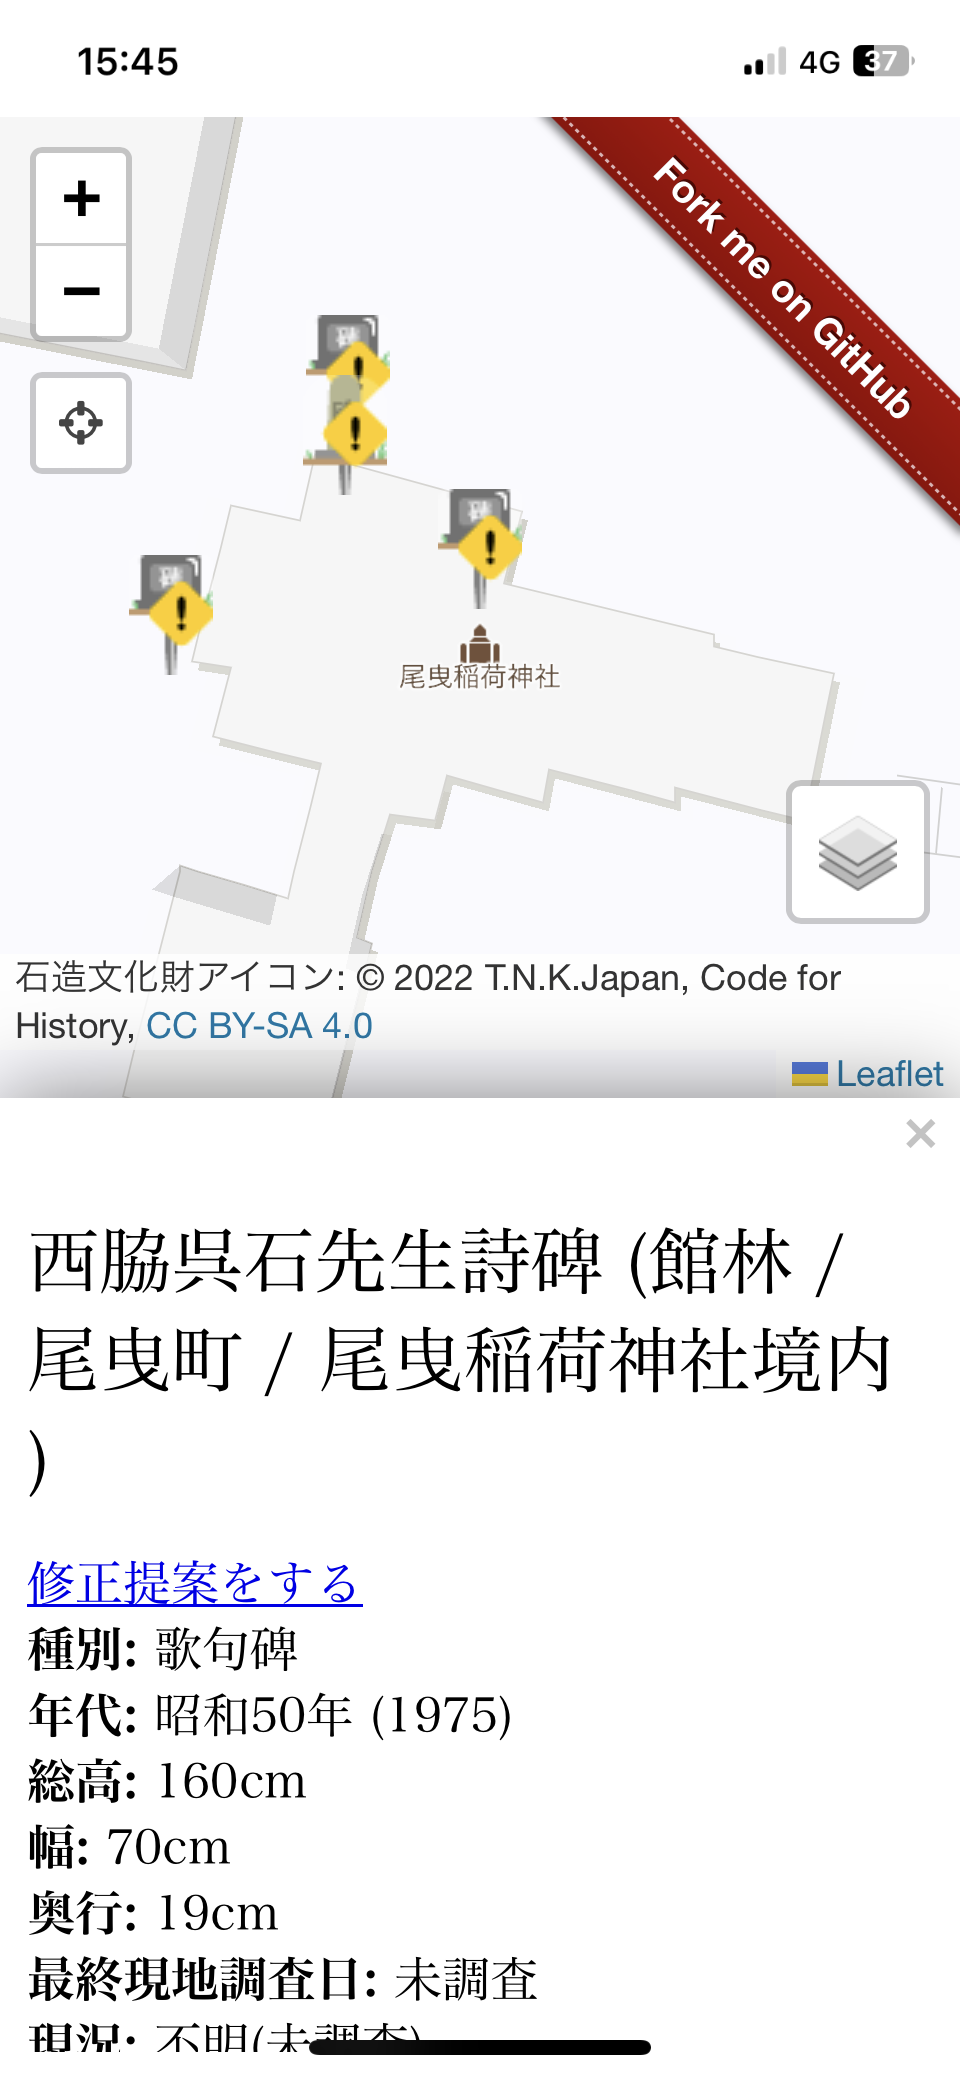 15:45
4G
37
+
−
Fork me on GitHub
尾曳稲荷神社
石造文化財アイコン: © 2022 T.N.K.Japan, Code for
History, CC BY-SA 4.0
Leaflet
×
西脇呉石先生詩碑 (館林 /
尾曳町 / 尾曳稲荷神社境内
)
修正提案をする
種別: 歌句碑
年代: 昭和50年 (1975)
総高: 160cm
幅: 70cm
奥行: 19cm
最終現地調査日: 未調査
現況: 不明(未調査)